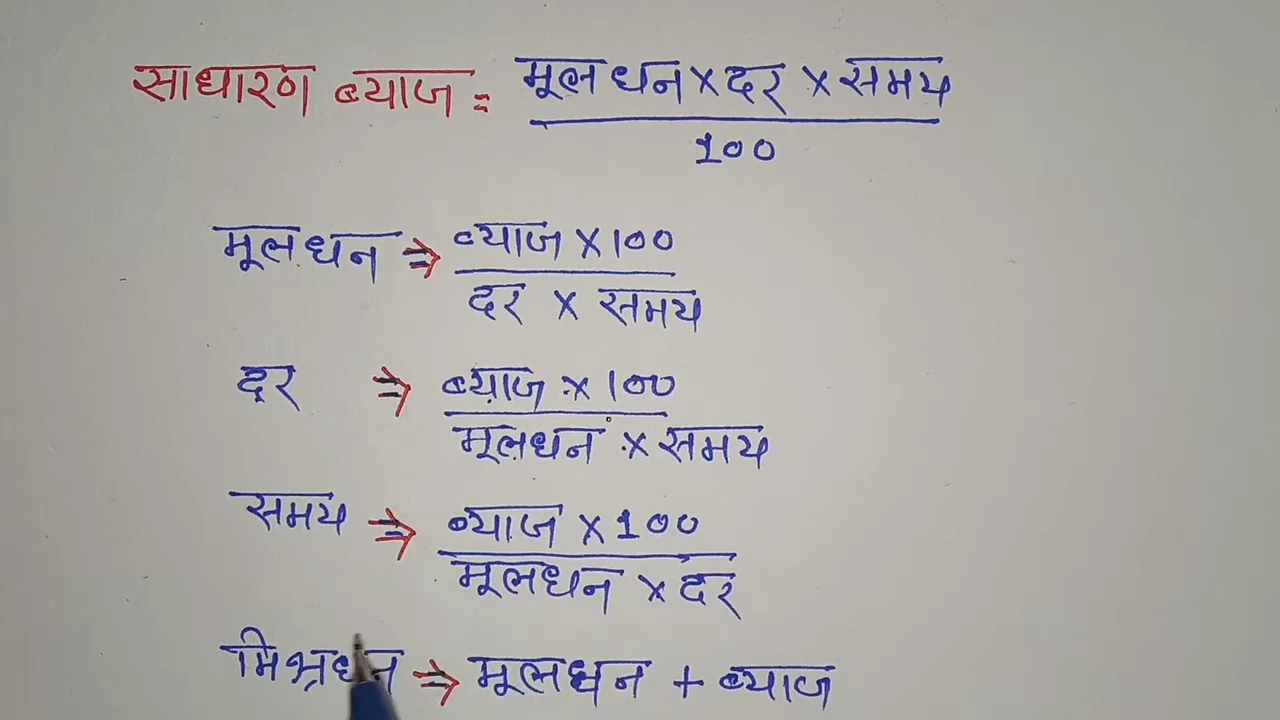 साधारण ब्याज = मूलधन × दर × समय
100
मूलधन ⇒ ब्याज × 100
दर × समय
दर ⇒ ब्याज × 100
मूलधन × समय
समय ⇒ ब्याज × 100
मूलधन × दर
मिश्रधन ⇒ मूलधन + ब्याज